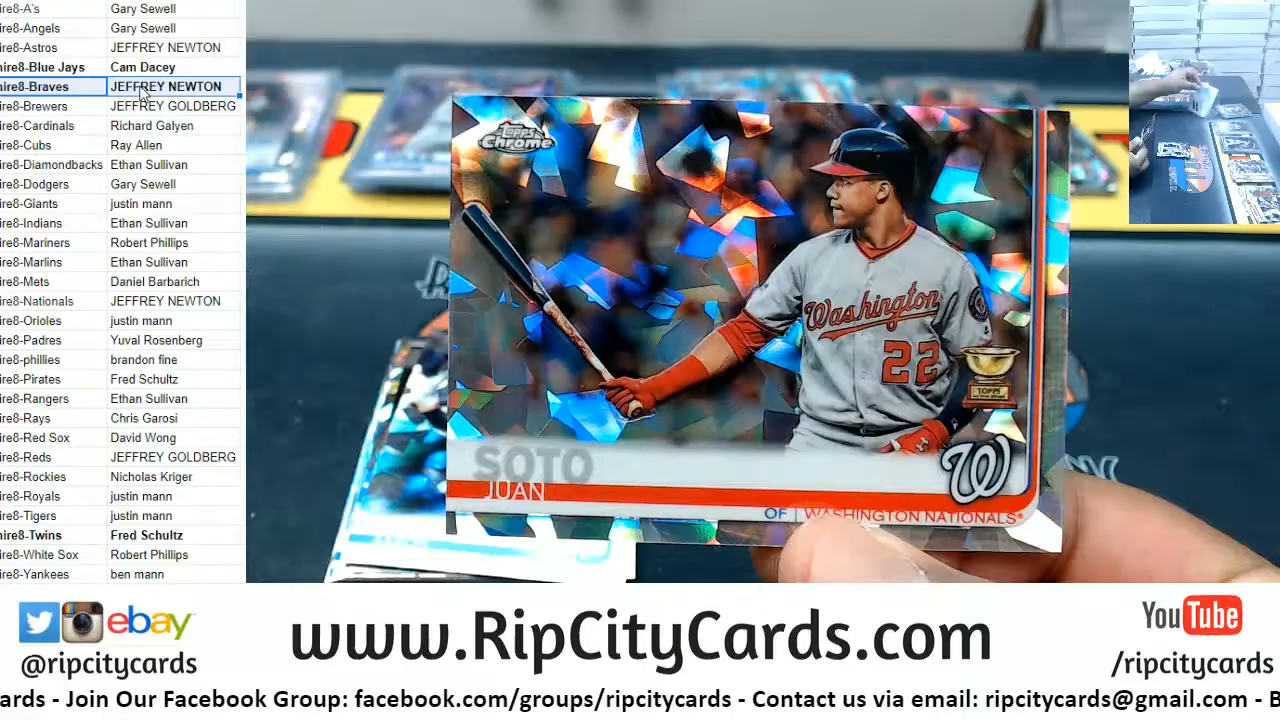 ire8-A's Gary Sewell
ire8-Angels Gary Sewell
ire8-Astros JEFFREY NEWTON
ire8-Blue Jays Cam Dacey
ire8-Braves JEFFREY NEWTON
ire8-Brewers JEFFREY GOLDBERG
ire8-Cardinals Richard Galyen
ire8-Cubs Ray Allen
ire8-Diamondbacks Ethan Sullivan
ire8-Dodgers Gary Sewell
ire8-Giants justin mann
ire8-Indians Ethan Sullivan
ire8-Mariners Robert Phillips
ire8-Marlins Ethan Sullivan
ire8-Mets Daniel Barbarich
ire8-Nationals JEFFREY NEWTON
ire8-Orioles justin mann
ire8-Padres Yuval Rosenberg
ire8-phillies brandon fine
ire8-Pirates Fred Schultz
ire8-Rangers Ethan Sullivan
ire8-Rays Chris Garosi
ire8-Red Sox David Wong
ire8-Reds JEFFREY GOLDBERG
ire8-Rockies Nicholas Kriger
ire8-Royals justin mann
ire8-Tigers justin mann
ire8-Twins Fred Schultz
ire8-White Sox Robert Phillips
ire8-Yankees ben mann
Topps
Chrome
Washington
22
TOPPS
W
SOTO
JUAN
OF | WASHINGTON NATIONALS®
ebay
@ripcitycards
www.RipCityCards.com
YouTube
/ripcitycards
ards - Join Our Facebook Group: facebook.com/groups/ripcitycards - Contact us via email: ripcitycards@gmail.com - B